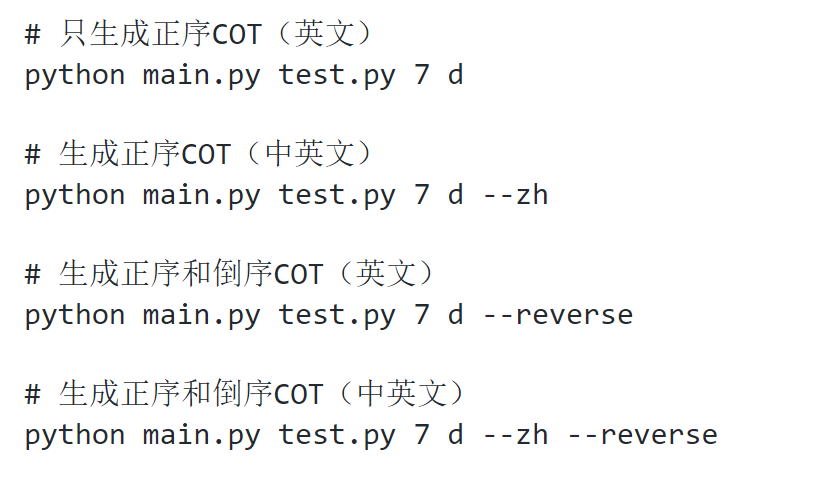 # 只生成正序COT（英文）
python main.py test.py 7 d
# 生成正序COT（中英文）
python main.py test.py 7 d --zh
# 生成正序和倒序COT（英文）
python main.py test.py 7 d --reverse
# 生成正序和倒序COT（中英文）
python main.py test.py 7 d --zh --reverse